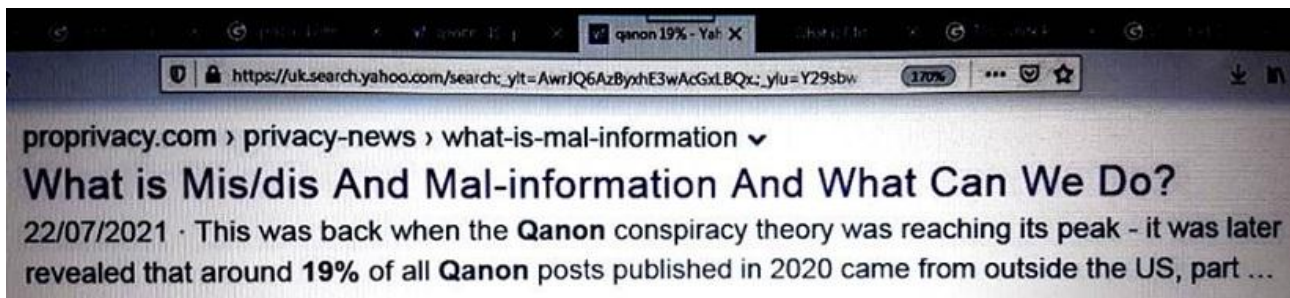 qanon 19% - Yah
https://uk.search.yahoo.com/search;_ylt=AwrJQ6AzByxhE3wAcGxLBQx.;_ylu=Y29sbw 170%
proprivacy.com › privacy-news › what-is-mal-information
What is Mis/dis And Mal-information And What Can We Do?
22/07/2021 · This was back when the Qanon conspiracy theory was reaching its peak - it was later
revealed that around 19% of all Qanon posts published in 2020 came from outside the US, part ...